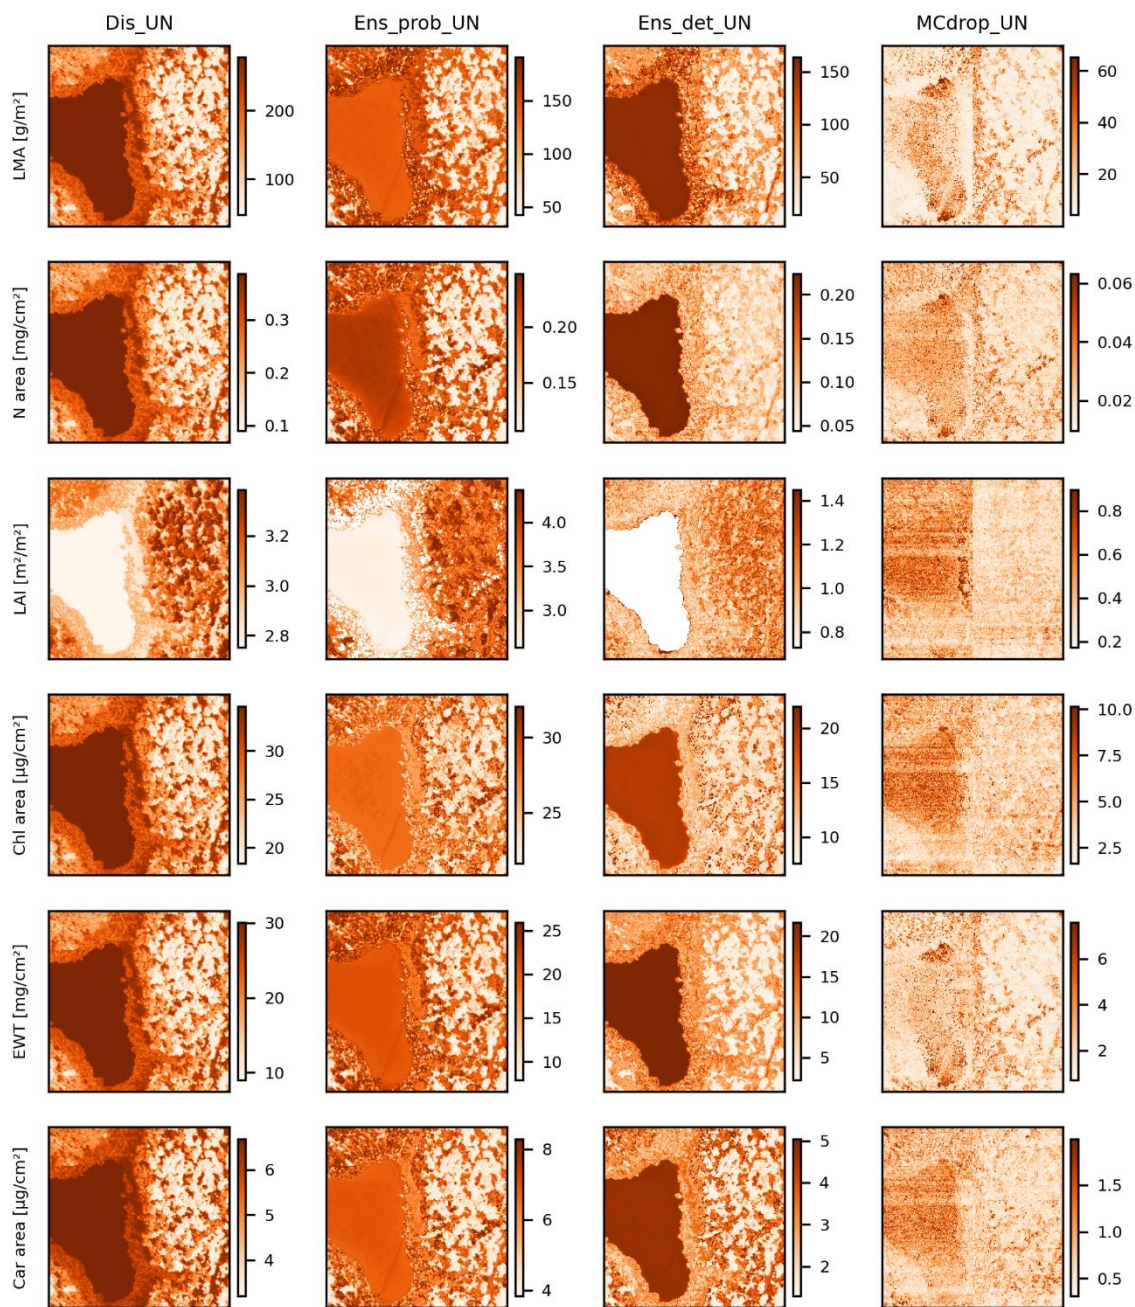 Dis_UN Ens_prob_UN Ens_det_UN MCdrop_UN
LMA [g/m²] 200 100 150 100 50 150 100 50 60 40 20
N area [mg/cm²] 0.3 0.2 0.1 0.20 0.15 0.20 0.15 0.10 0.05 0.06 0.04 0.02
LAI [m²/m²] 3.2 3.0 2.8 4.0 3.5 3.0 1.4 1.2 1.0 0.8 0.8 0.6 0.4 0.2
Chl area [µg/cm²] 30 25 20 30 25 20 15 10 10.0 7.5 5.0 2.5
EWT [mg/cm²] 30 20 10 25 20 15 10 20 15 10 5 6 4 2
Car area [µg/cm²] 6 5 4 8 6 4 5 4 3 2 1.5 1.0 0.5